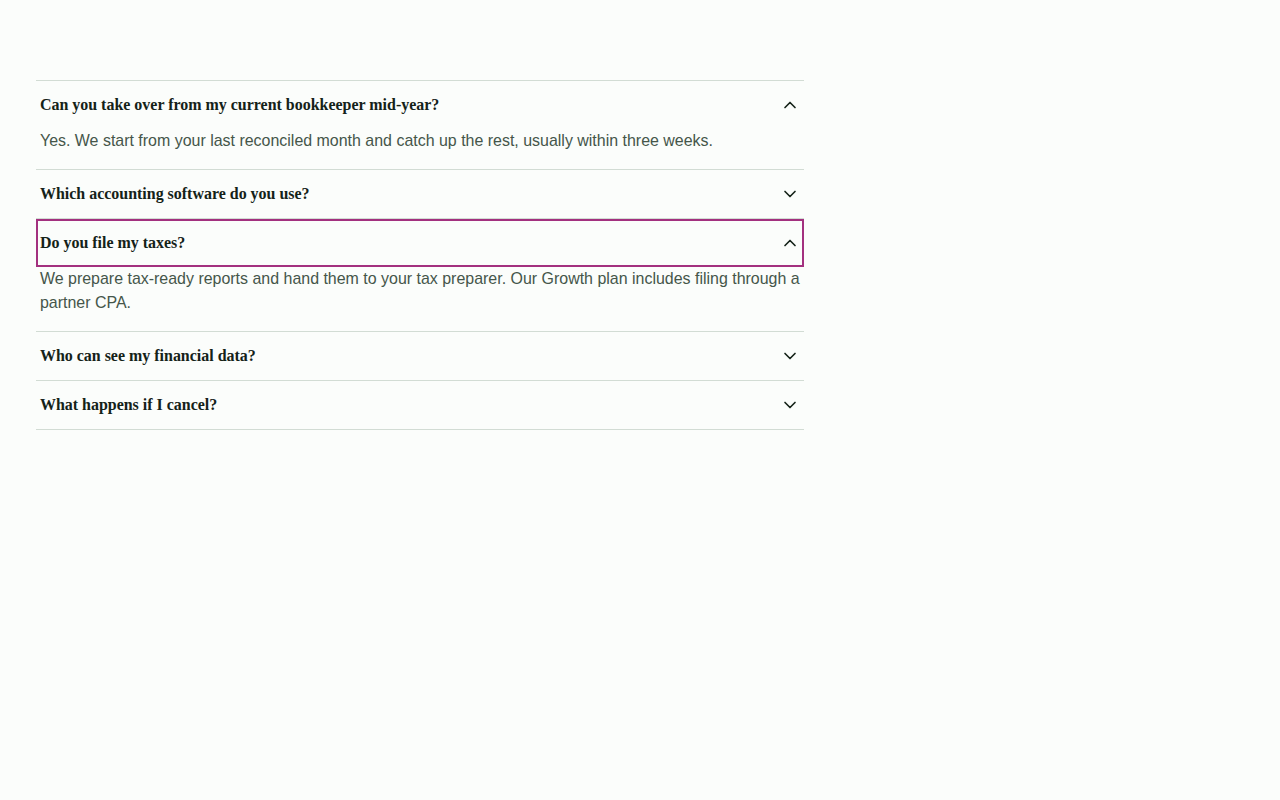 Can you take over from my current bookkeeper mid-year?
Yes. We start from your last reconciled month and catch up the rest, usually within three weeks.
Which accounting software do you use?
Do you file my taxes?
We prepare tax-ready reports and hand them to your tax preparer. Our Growth plan includes filing through a
partner CPA.
Who can see my financial data?
What happens if I cancel?